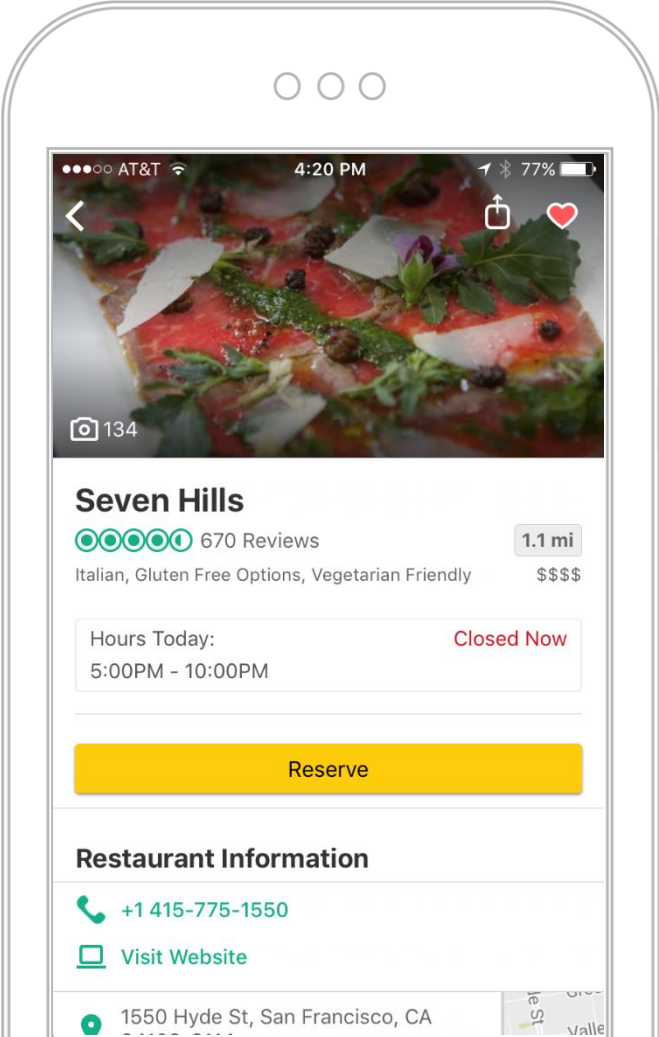 AT&T 4:20 PM 77%
134
Seven Hills
670 Reviews 1.1 mi
Italian, Gluten Free Options, Vegetarian Friendly $$$$
Hours Today: Closed Now
5:00PM - 10:00PM
Reserve
Restaurant Information
+1 415-775-1550
Visit Website
1550 Hyde St, San Francisco, CA